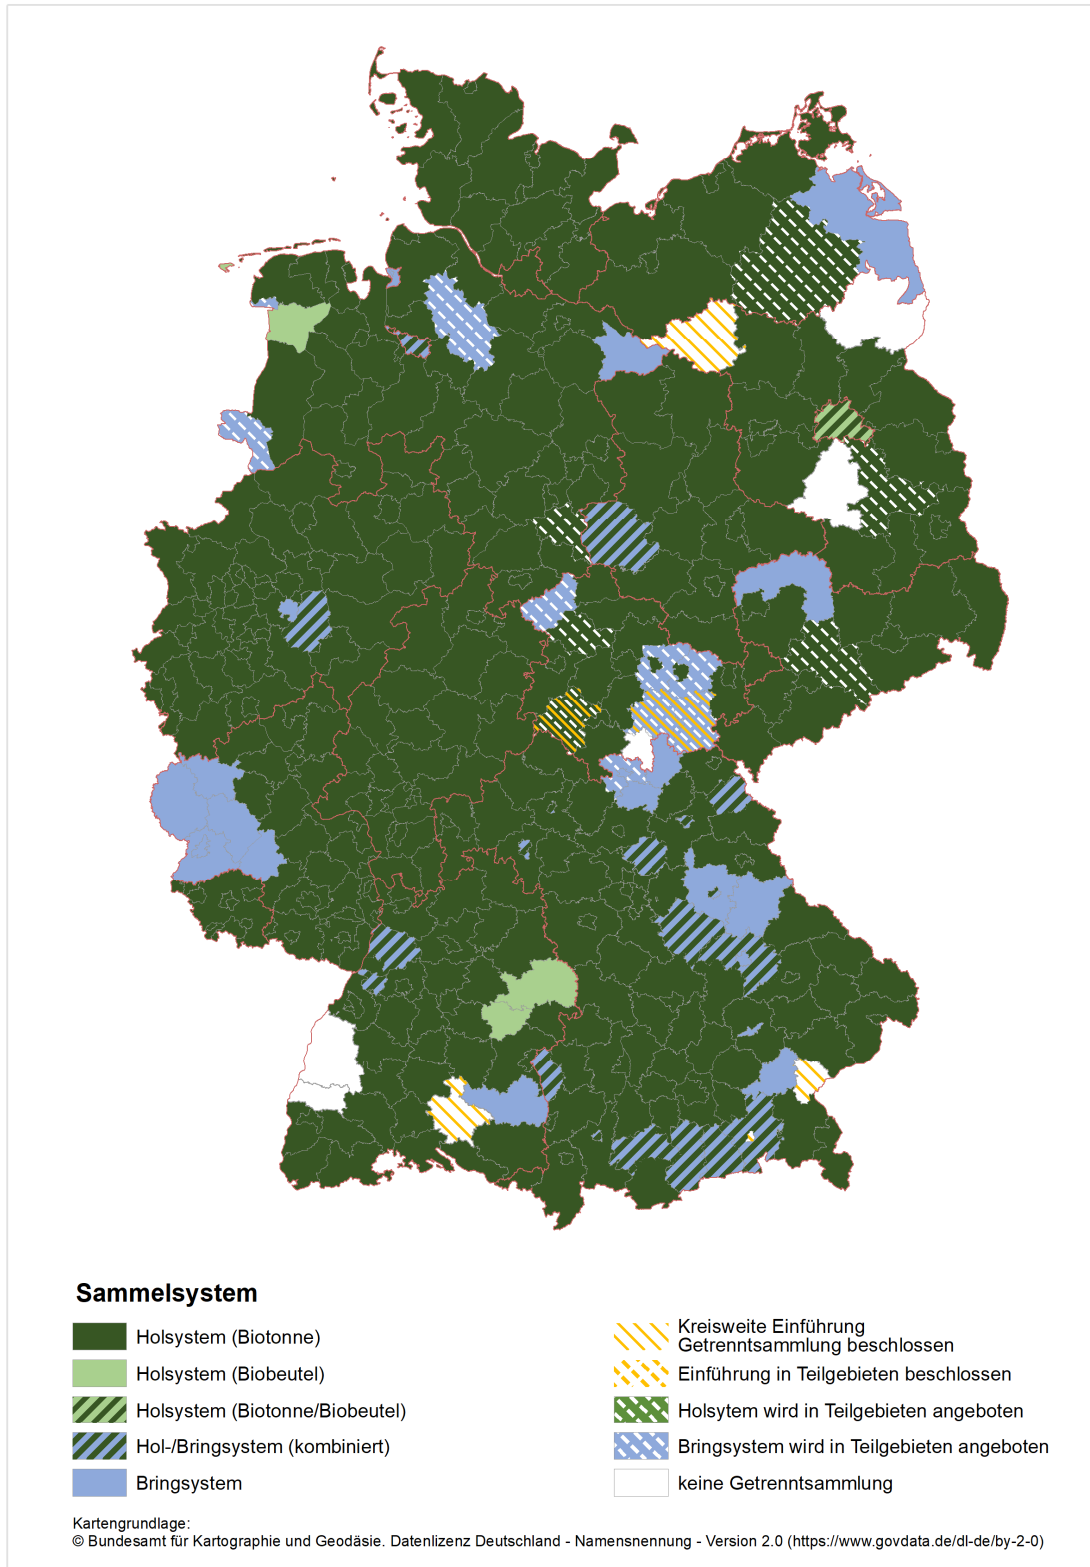 Sammelsystem
Holsystem (Biotonne)
Holsystem (Biobeutel)
Holsystem (Biotonne/Biobeutel)
Hol-/Bringsystem (kombiniert)
Bringsystem
Kreisweite Einführung
Getrenntsammlung beschlossen
Einführung in Teilgebieten beschlossen
Holsytem wird in Teilgebieten angeboten
Bringsystem wird in Teilgebieten angeboten
keine Getrenntsammlung
Kartengrundlage:
© Bundesamt für Kartographie und Geodäsie. Datenlizenz Deutschland - Namensnennung - Version 2.0 (https://www.govdata.de/dl-de/by-2-0)